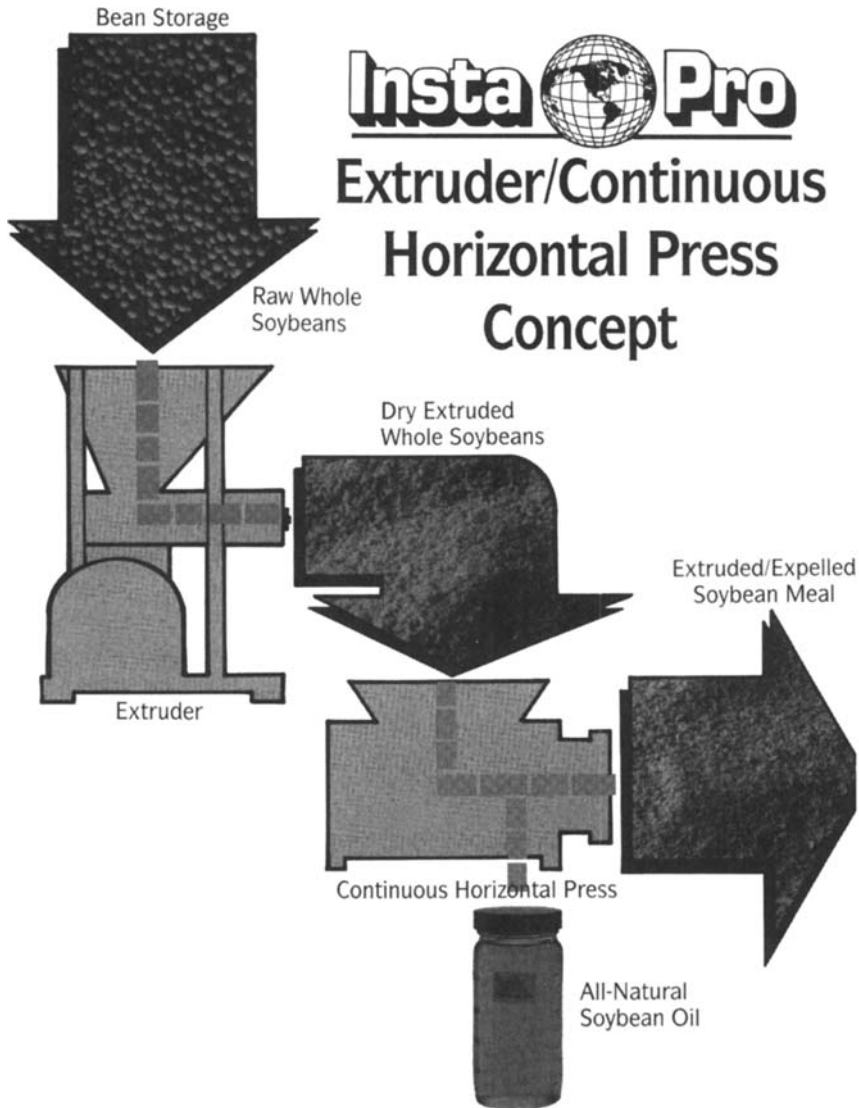 Bean Storage
Insta Pro
Extruder/Continuous
Horizontal Press
Concept
Raw Whole
Soybeans
Dry Extruded
Whole Soybeans
Extruded/Expelled
Soybean Meal
Extruder
Continuous Horizontal Press
All-Natural
Soybean Oil